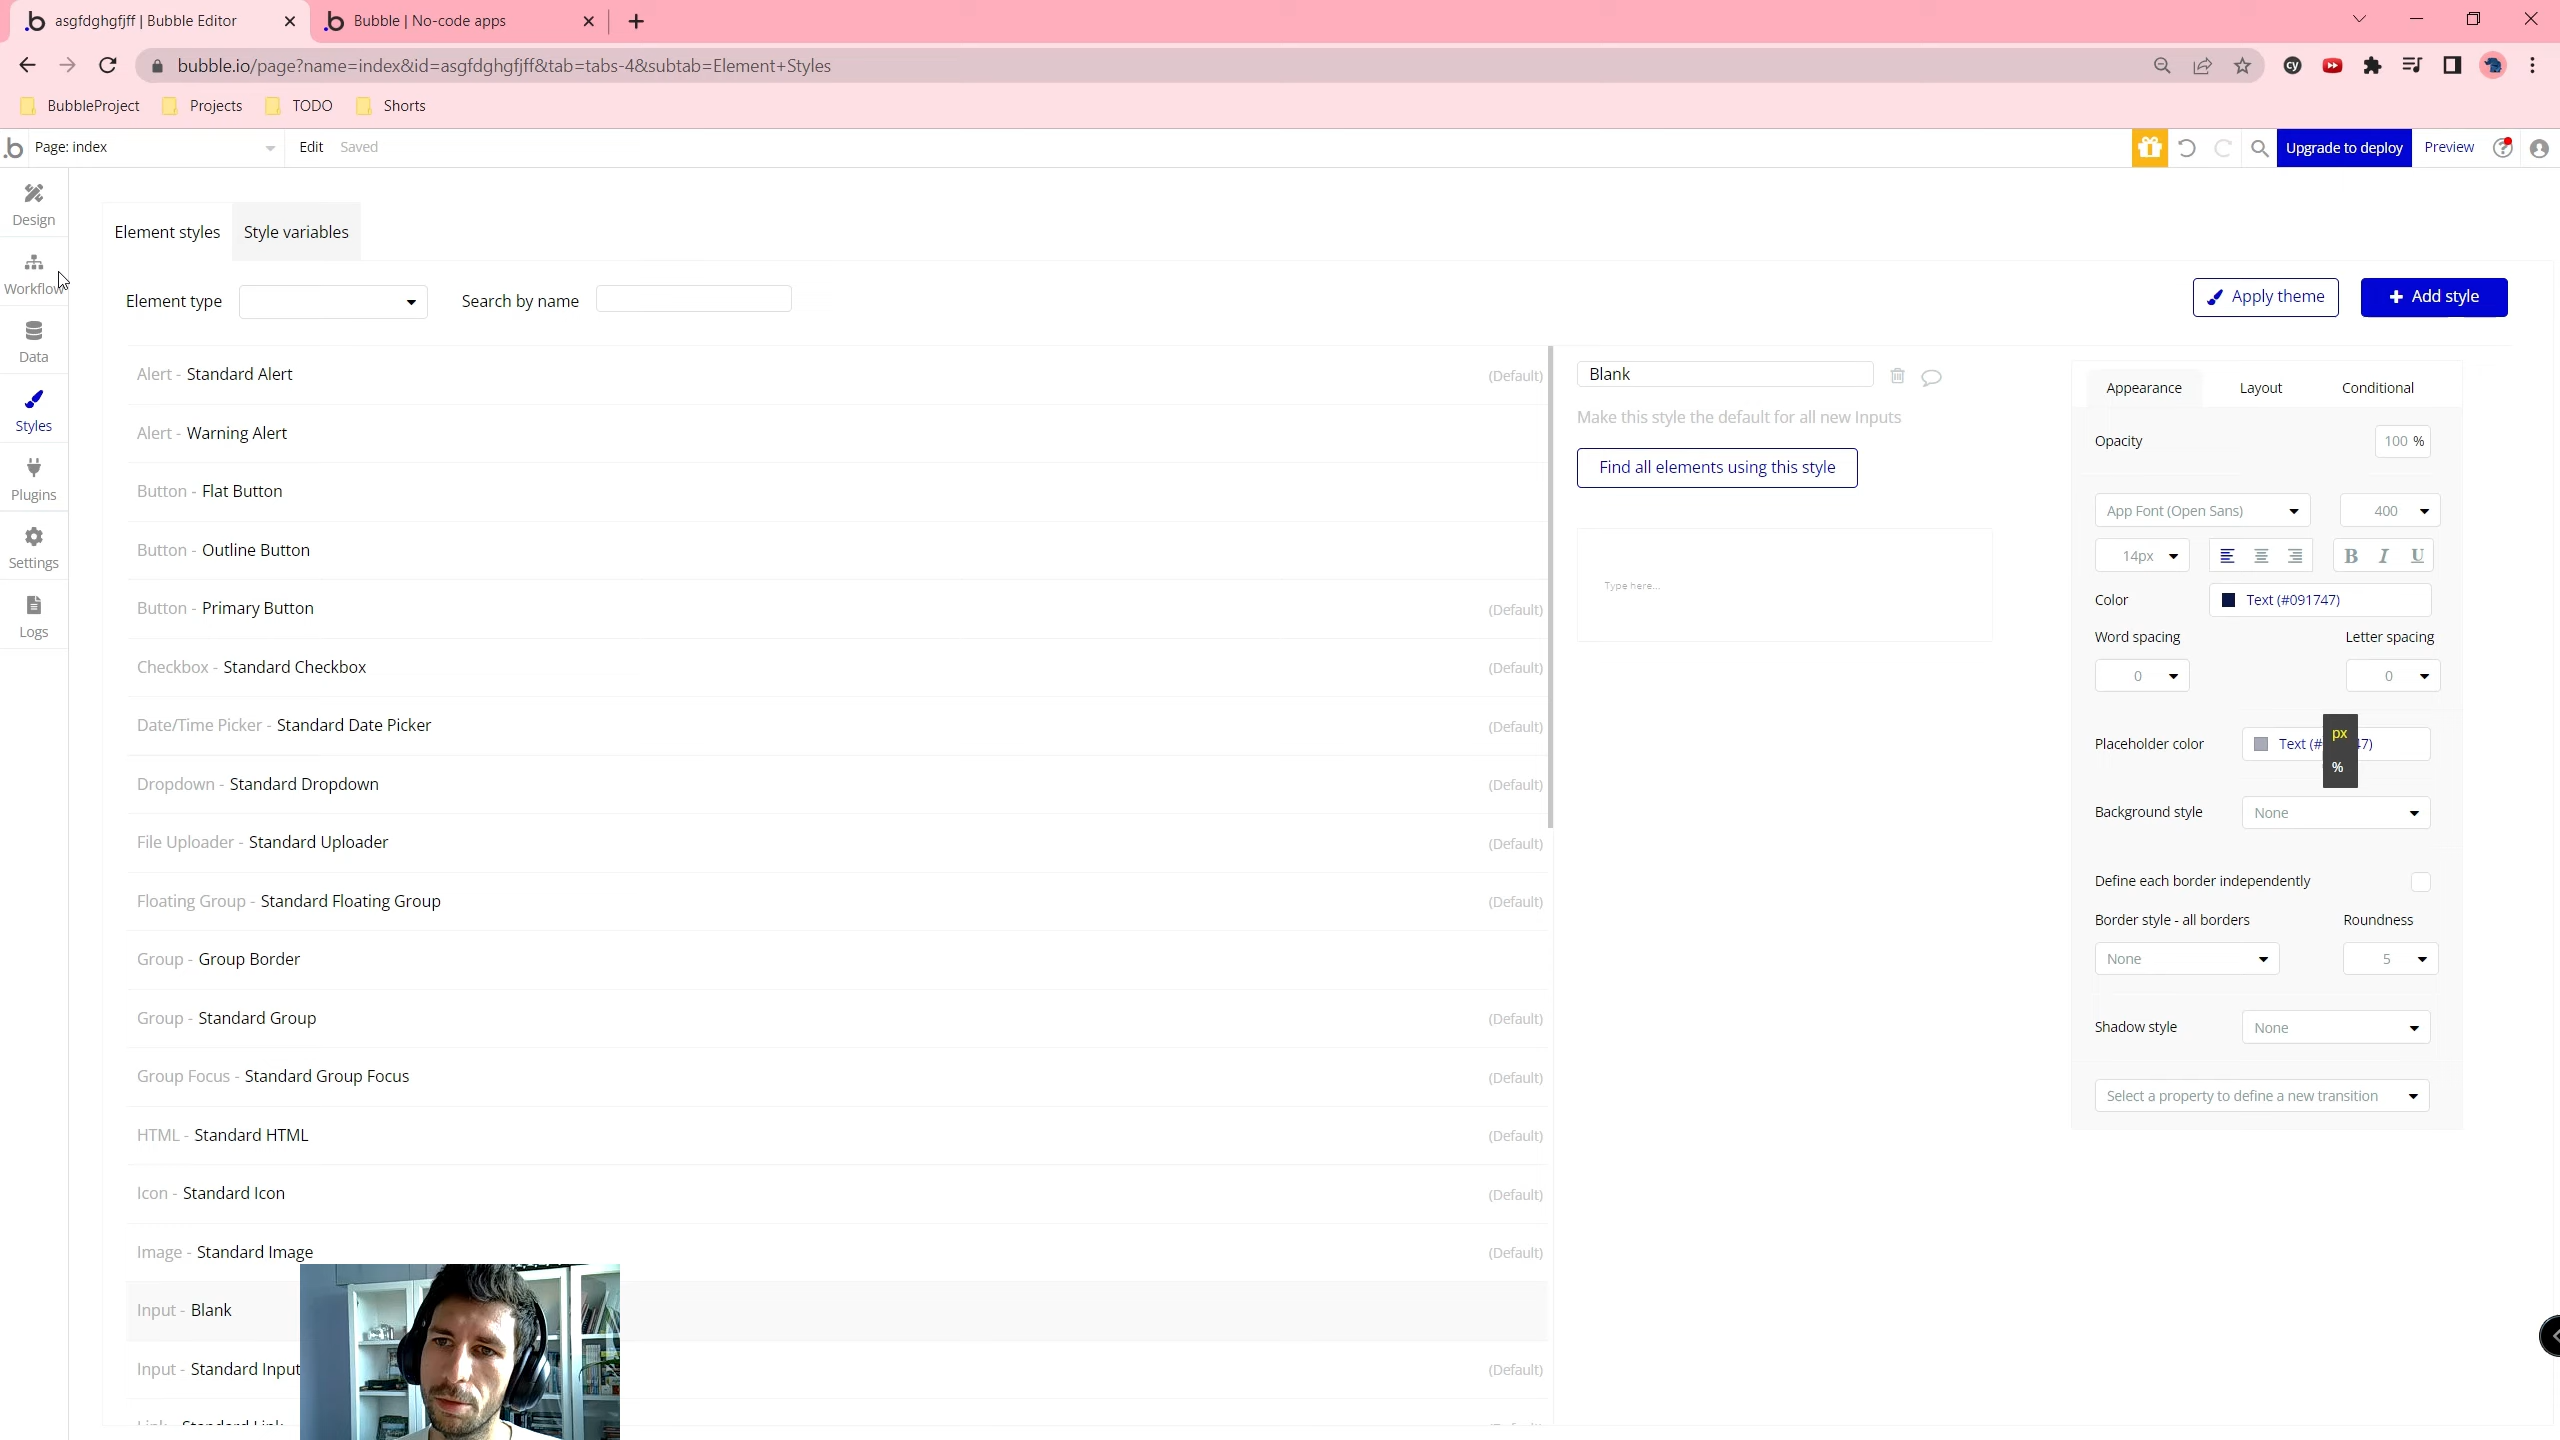 asgfdghgfjff | Bubble Editor
Bubble | No-code apps
bubble.io/page?name=index&id=asgfdghgfjff&tab=tabs-4&subtab=Element+Styles
cy
BubbleProject
Projects
TODO
Shorts
.b
Page: index
Edit
Saved
Upgrade to deploy
Preview
Design
Workflow
Data
Styles
Plugins
Settings
Logs
Element styles
Style variables
Element type
Search by name
Apply theme
Add style
Alert - Standard Alert (Default)
Alert - Warning Alert
Button - Flat Button
Button - Outline Button
Button - Primary Button (Default)
Checkbox - Standard Checkbox (Default)
Date/Time Picker - Standard Date Picker (Default)
Dropdown - Standard Dropdown (Default)
File Uploader - Standard Uploader (Default)
Floating Group - Standard Floating Group (Default)
Group - Group Border
Group - Standard Group (Default)
Group Focus - Standard Group Focus (Default)
HTML - Standard HTML (Default)
Icon - Standard Icon (Default)
Image - Standard Image (Default)
Input - Blank
Input - Standard Input (Default)
Blank
Make this style the default for all new Inputs
Find all elements using this style
Type here...
Appearance
Layout
Conditional
Opacity
100 %
App Font (Open Sans)
400
14px
B I U
Color
Text (#091747)
Word spacing
Letter spacing
0
0
Placeholder color
Text (#
47)
px
%
Background style
None
Define each border independently
Border style - all borders
Roundness
None
5
Shadow style
None
Select a property to define a new transition